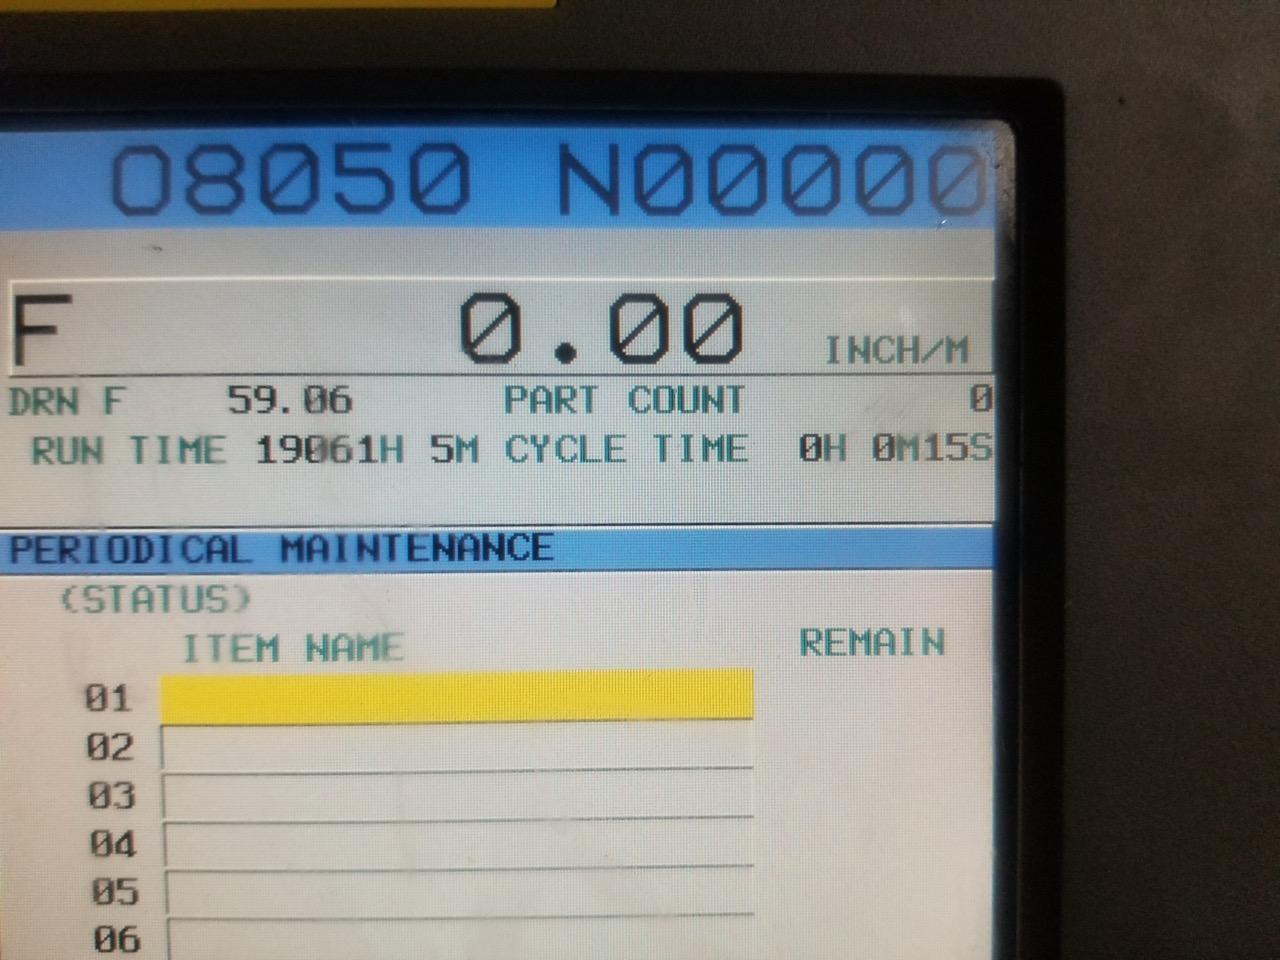 O8050 N00000
F 0.00 INCH/M
DRN F 59.06 PART COUNT 0
RUN TIME 19061H 5M CYCLE TIME 0H 0M15S
PERIODICAL MAINTENANCE
(STATUS)
ITEM NAME REMAIN
01
02
03
04
05
06